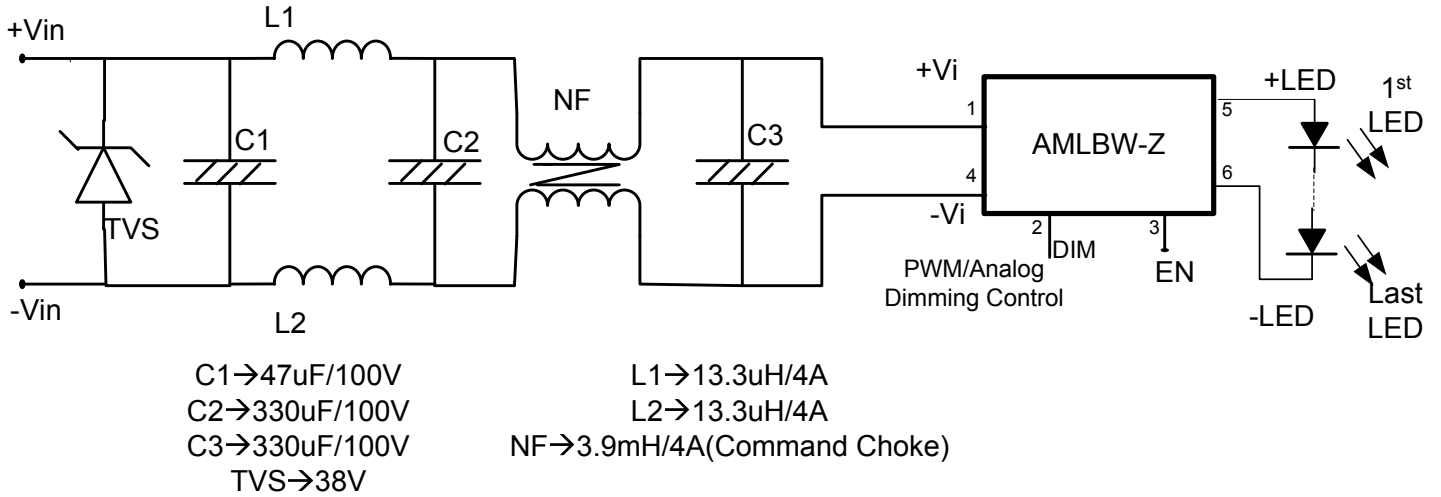 L1
+Vin
NF
C1
C2
C3
TVS
-Vin
L2
+Vi
1
4
-Vi
AMLBW-Z
2
3
DIM
EN
PWM/Analog
Dimming Control
5
6
+LED
1st
LED
-LED
Last
LED
C1→47uF/100V
C2→330uF/100V
C3→330uF/100V
TVS→38V
L1→13.3uH/4A
L2→13.3uH/4A
NF→3.9mH/4A(Command Choke)